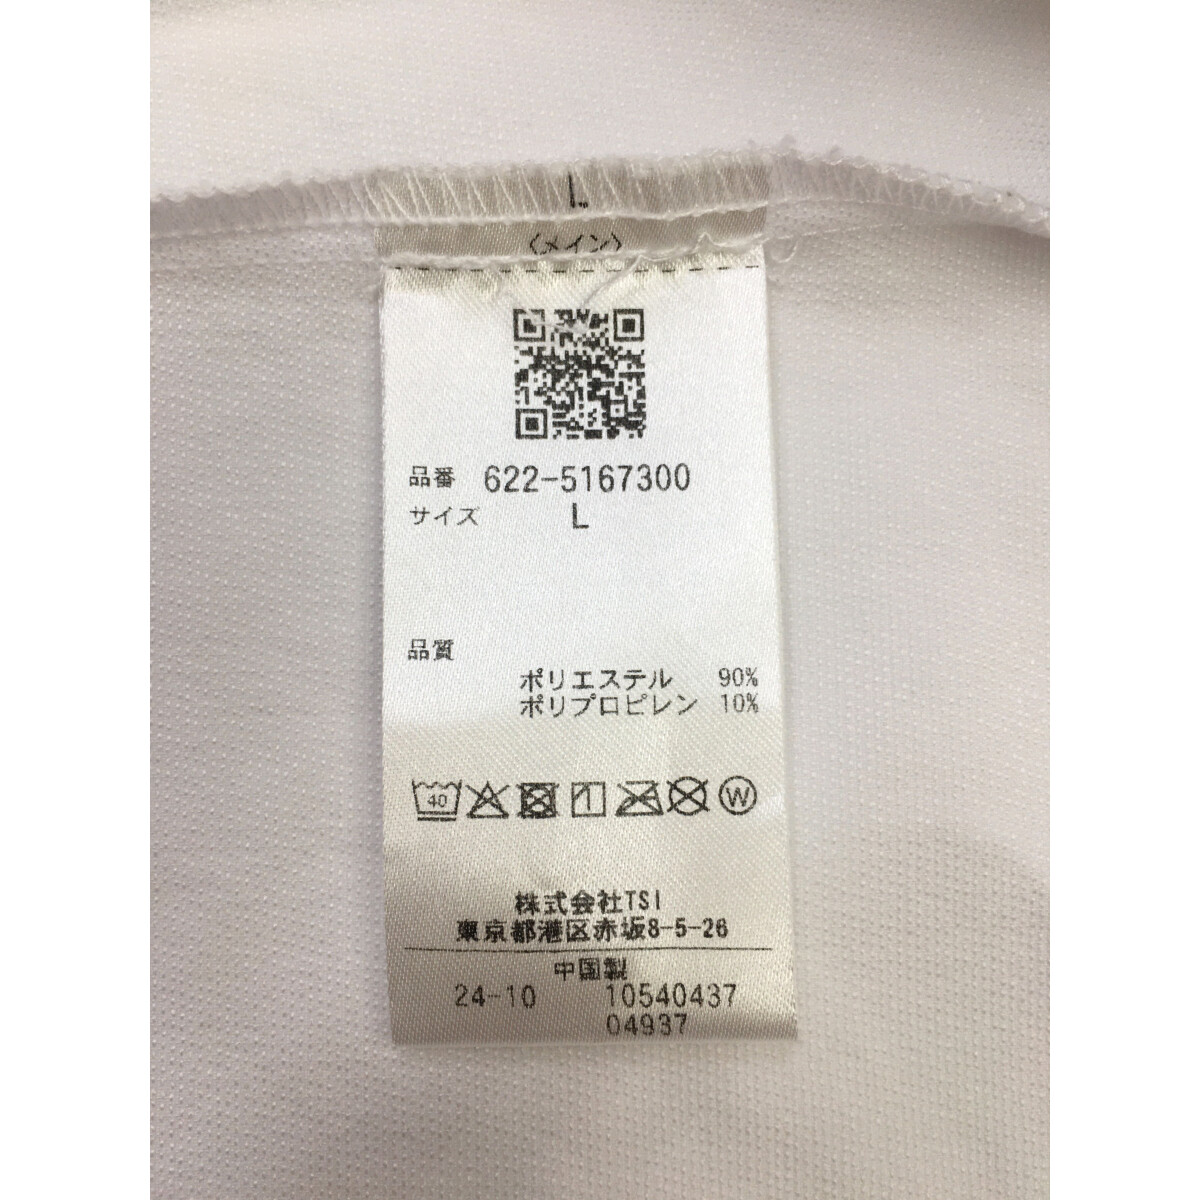 L
〈メイン〉
品番 622-5167300
サイズ L
品質
ポリエステル 90%
ポリプロピレン 10%
40 1 W
株式会社TSI
東京都港区赤坂8-5-26
中国製
24-10 10540437
04937